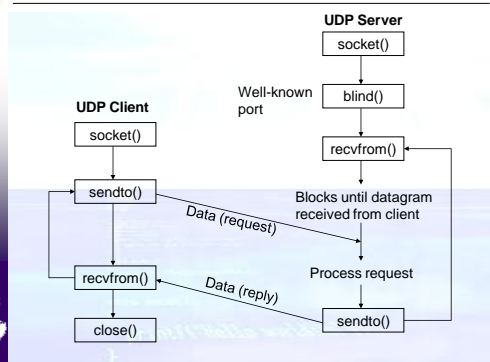 UDP Server
socket()
Well-known
port
blind()
UDP Client
socket()
recvfrom()
sendto()
Blocks until datagram
received from client
Data (request)
Process request
recvfrom()
Data (reply)
sendto()
close()